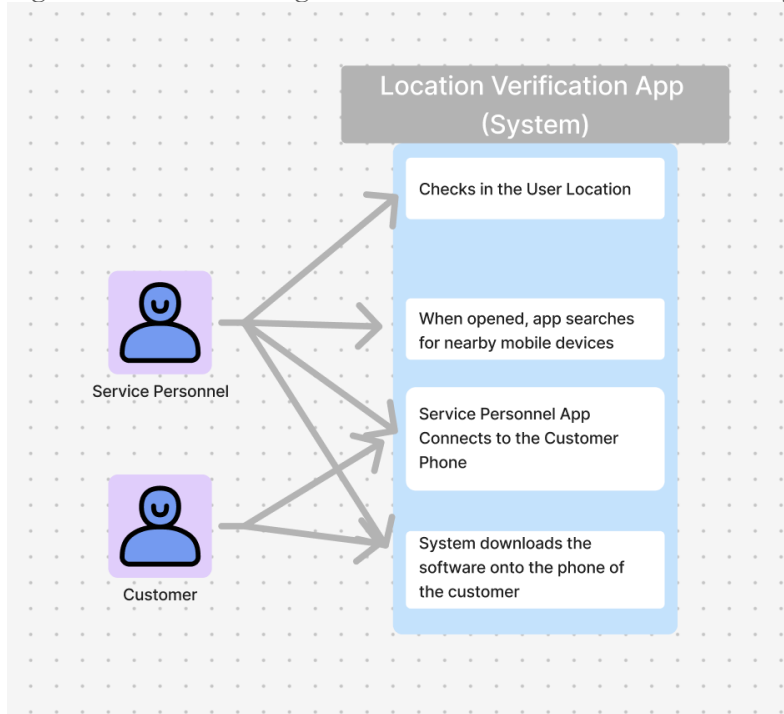 Location Verification App
(System)
Checks in the User Location
When opened, app searches
for nearby mobile devices
Service Personnel
Service Personnel App
Connects to the Customer
Phone
System downloads the
software onto the phone of
the customer
Customer